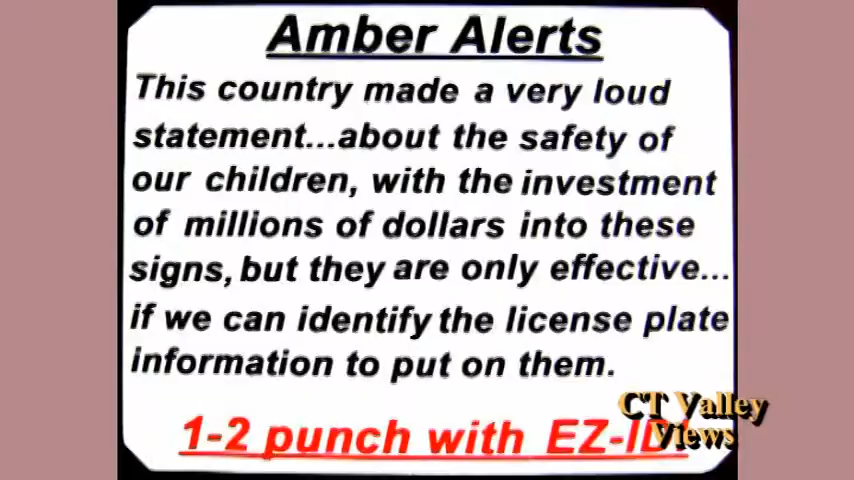 Amber Alerts
This country made a very loud
statement...about the safety of
our children, with the investment
of millions of dollars into these
signs, but they are only effective...
if we can identify the license plate
information to put on them.
1-2 punch with EZ-ID.
CT Valley
Views